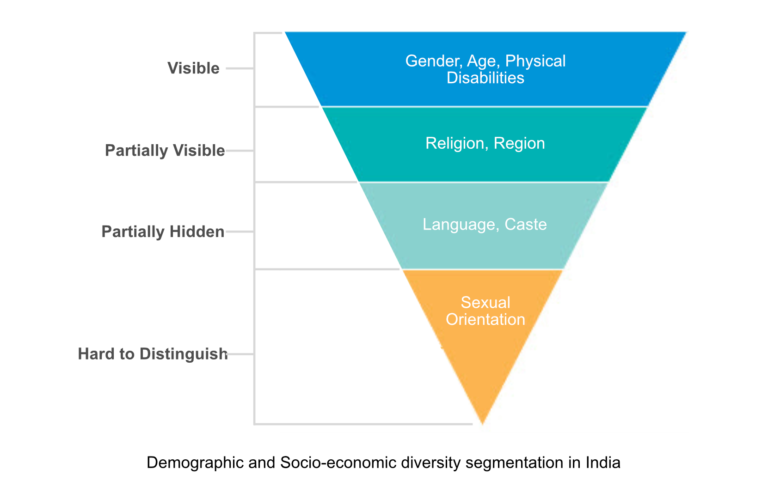 Visible
Gender, Age, Physical
Disabilities
Partially Visible
Religion, Region
Partially Hidden
Language, Caste
Sexual
Orientation
Hard to Distinguish
Demographic and Socio-economic diversity segmentation in India